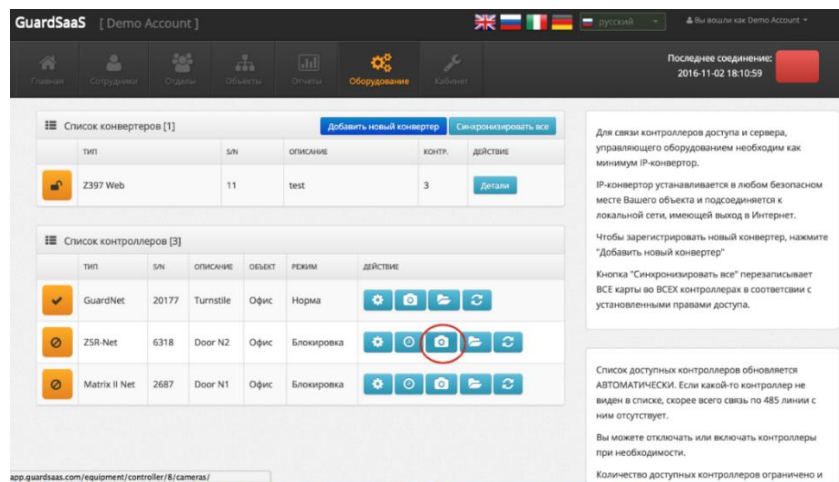 GuardSaaS [ Demo Account ]
русский
Вы вошли как Demo Account
Главная
Сотрудники
Отделы
Объекты
Отчеты
Оборудование
Кабинет
Последнее соединение:
2016-11-02 18:10:59
Список конвертеров [1]
Добавить новый конвертер
Синхронизировать все
ТИП S/N ОПИСАНИЕ КОНТР. ДЕЙСТВИЕ
Z397 Web 11 test 3 Детали
Список контроллеров [3]
ТИП S/N ОПИСАНИЕ ОБЪЕКТ РЕЖИМ ДЕЙСТВИЕ
GuardNet 20177 Turnstile Офис Норма
Z5R-Net 6318 Door N2 Офис Блокировка
Matrix II Net 2687 Door N1 Офис Блокировка
Для связи контроллеров доступа и сервера,
управляющего оборудованием необходим как
минимум IP-конвертор.
IP-конвертор устанавливается в любом безопасном
месте Вашего объекта и подсоединяется к
локальной сети, имеющей выход в Интернет.
Чтобы зарегистрировать новый конвертер, нажмите
"Добавить новый конвертер"
Кнопка "Синхронизировать все" перезаписывает
ВСЕ карты во ВСЕХ контроллерах в соответсвии с
установленными правами доступа.
Список доступных контроллеров обновляется
АВТОМАТИЧЕСКИ. Если какой-то контроллер не
виден в списке, скорее всего связь по 485 линии с
ним отсутствует.
Вы можете отключать или включать контроллеры
при необходимости.
Количество доступных контроллеров ограничено и
app.guardsaas.com/equipment/controller/8/cameras/